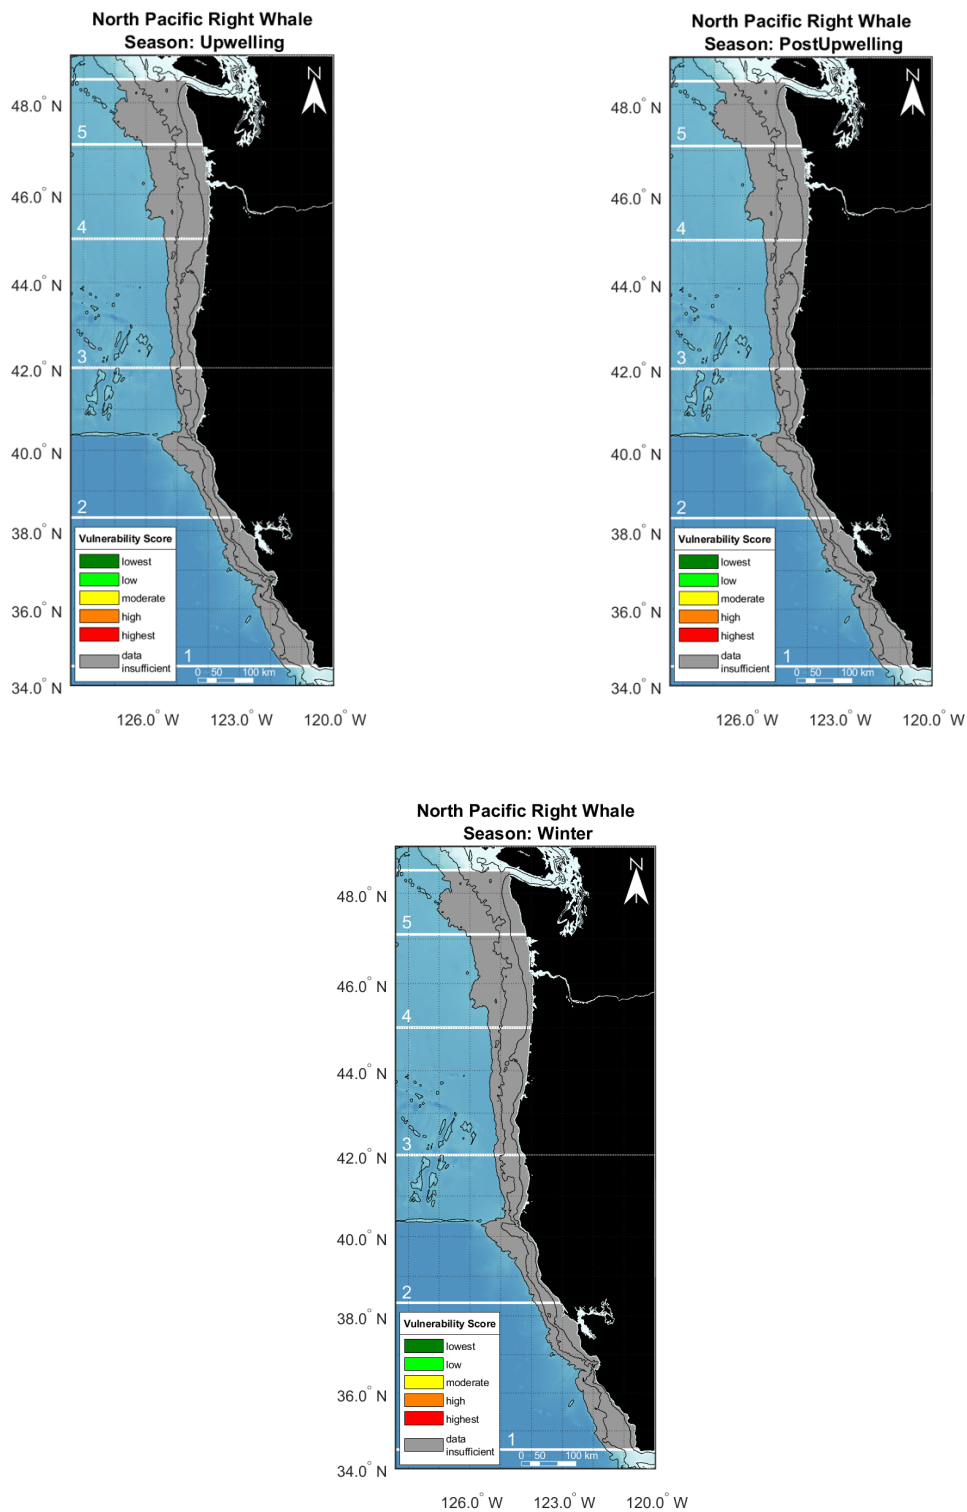 North Pacific Right Whale
Season: Upwelling
N
48.0° N
5
46.0° N
4
44.0° N
3
42.0° N
40.0° N
2
38.0° N
Vulnerability Score
lowest
low
moderate
high
highest
data
insufficient
36.0° N
1
0 50 100 km
34.0° N
126.0° W 123.0° W 120.0° W
North Pacific Right Whale
Season: PostUpwelling
N
48.0° N
5
46.0° N
4
44.0° N
3
42.0° N
40.0° N
2
38.0° N
Vulnerability Score
lowest
low
moderate
high
highest
data
insufficient
36.0° N
1
0 50 100 km
34.0° N
126.0° W 123.0° W 120.0° W
North Pacific Right Whale
Season: Winter
N
48.0° N
5
46.0° N
4
44.0° N
3
42.0° N
40.0° N
2
38.0° N
Vulnerability Score
lowest
low
moderate
high
highest
data
insufficient
36.0° N
1
0 50 100 km
34.0° N
126.0° W 123.0° W 120.0° W